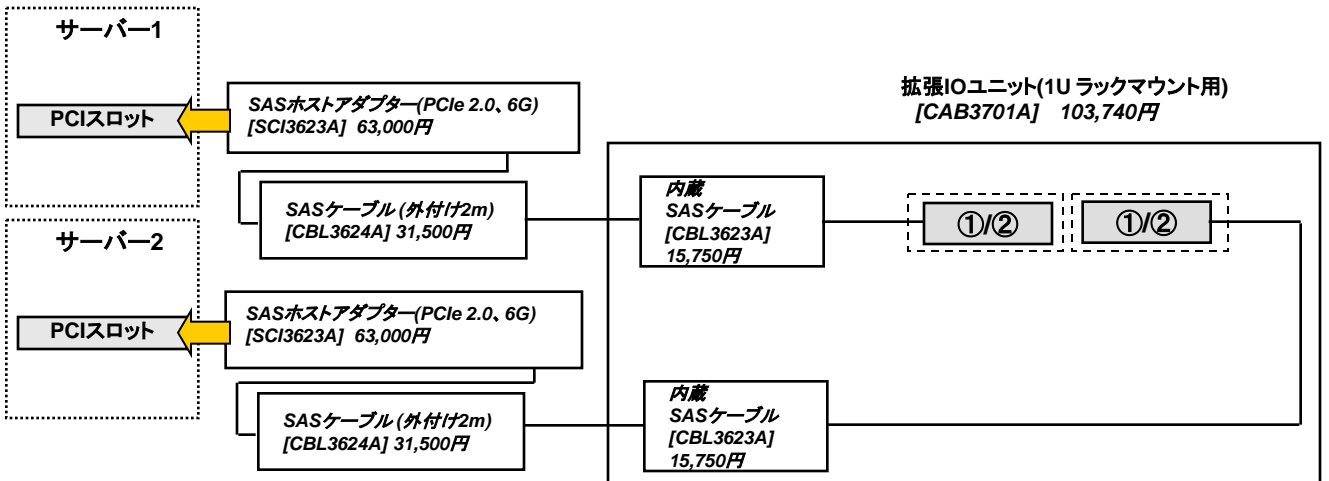 サーバー1
PCIスロット
SASホストアダプター(PCIe 2.0、6G)
[SCI3623A] 63,000円
SASケーブル (外付け2m)
[CBL3624A] 31,500円
拡張IOユニット(1U ラックマウント用)
[CAB3701A] 103,740円
内蔵
SASケーブル
[CBL3623A]
15,750円
①/②
①/②
サーバー2
PCIスロット
SASホストアダプター(PCIe 2.0、6G)
[SCI3623A] 63,000円
SASケーブル (外付け2m)
[CBL3624A] 31,500円
内蔵
SASケーブル
[CBL3623A]
15,750円